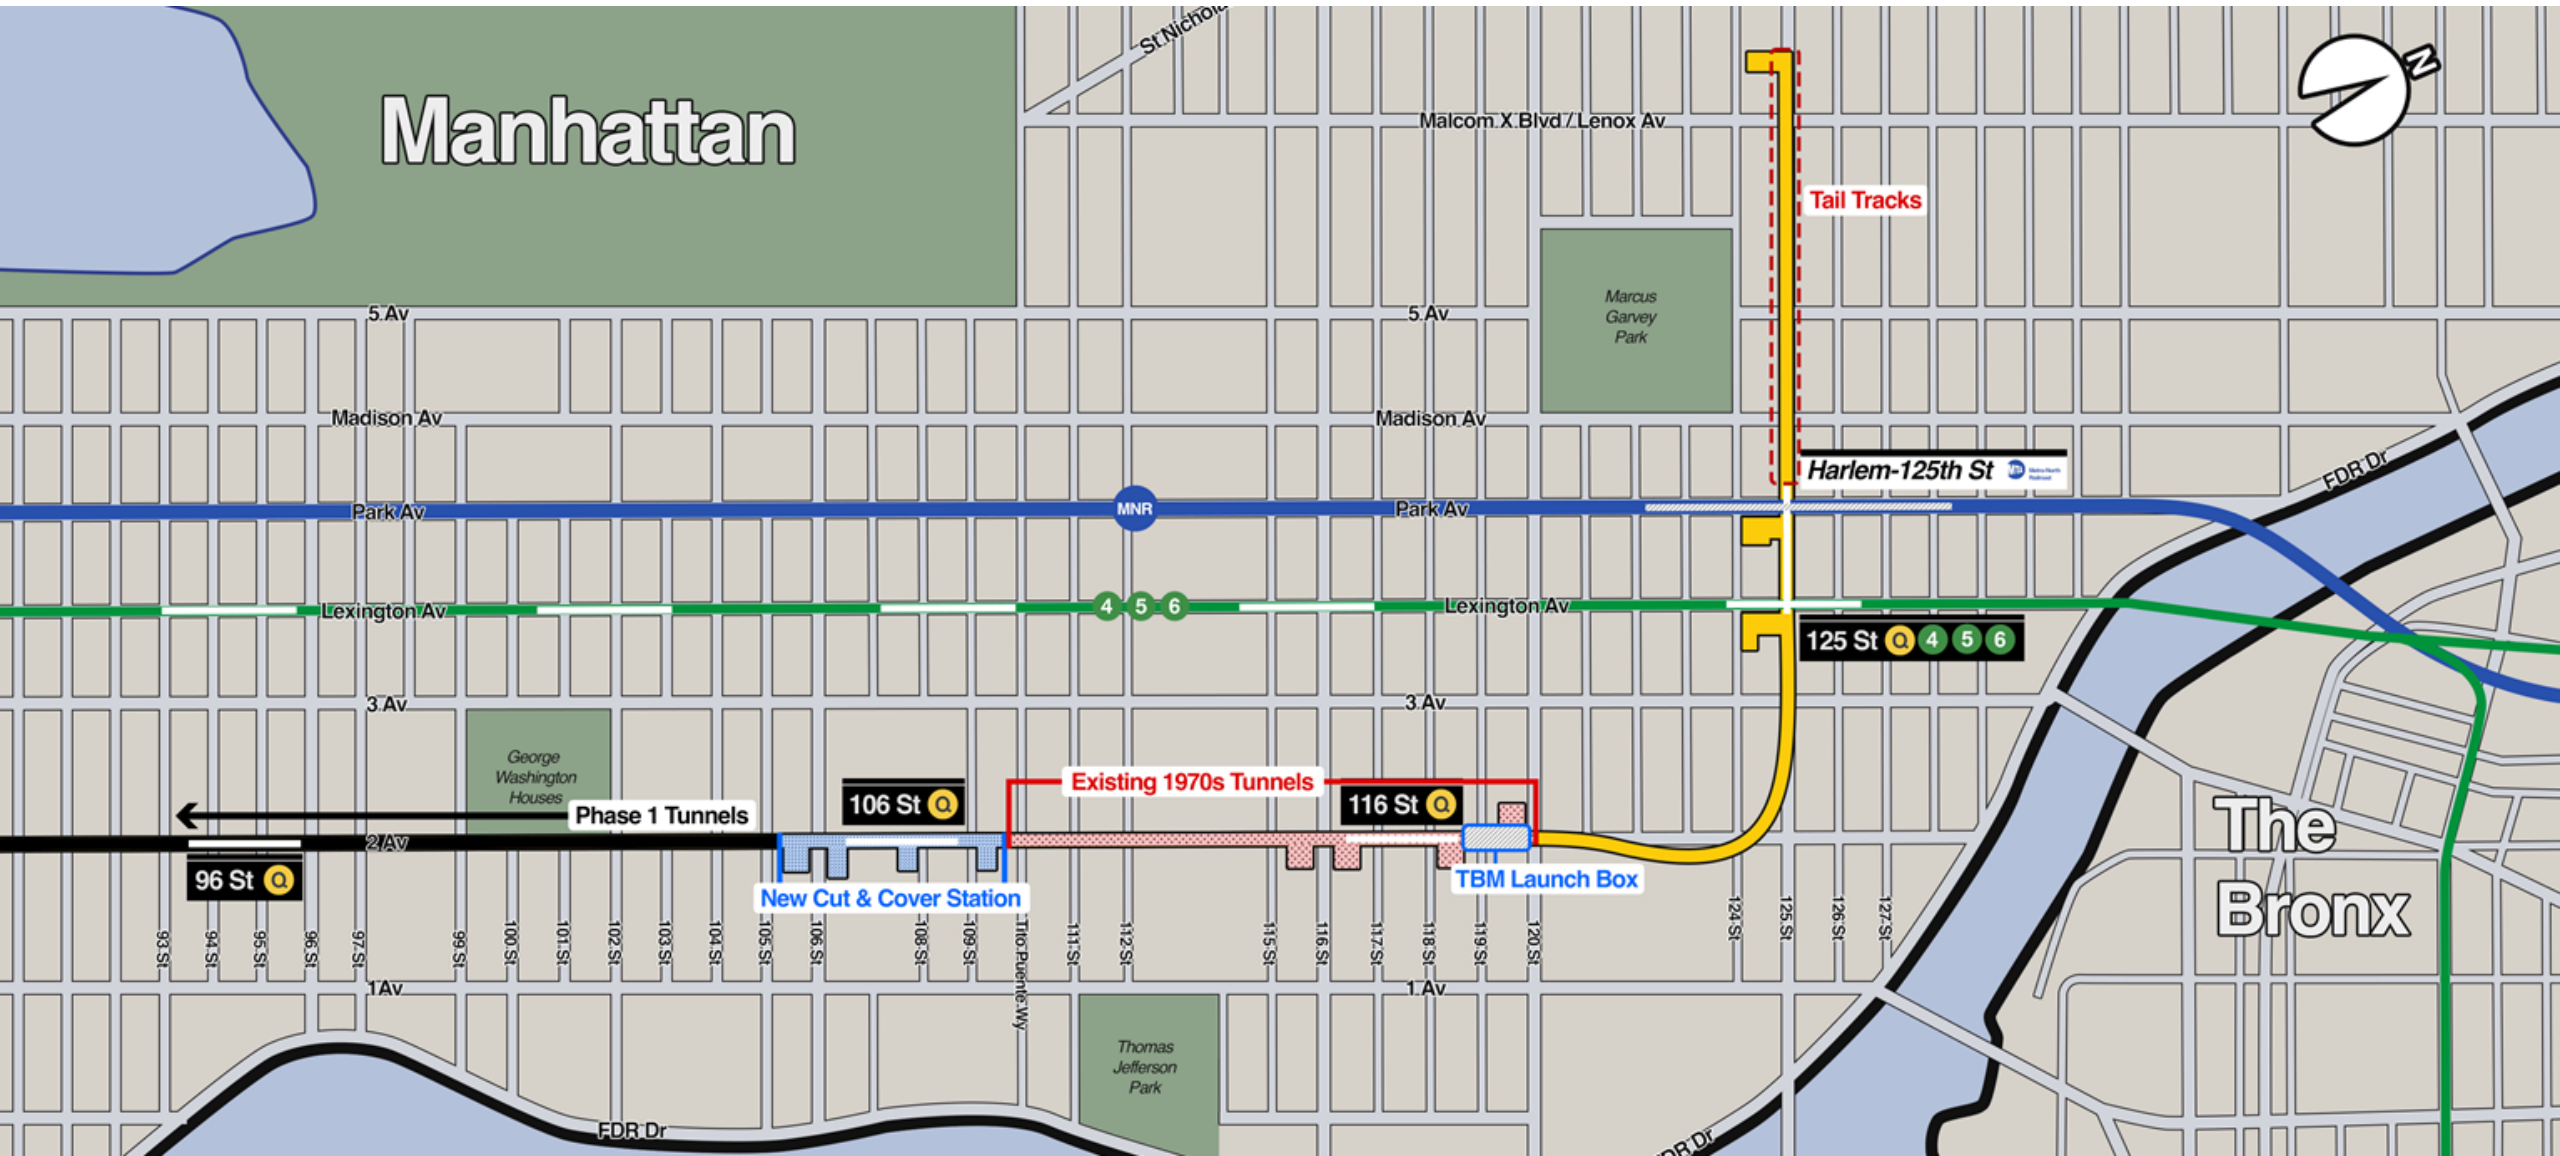 St Nichola
Manhattan
N
Malcom X Blvd / Lenox Av
Tail Tracks
Marcus
Garvey
Park
5 Av
5 Av
Madison Av
Madison Av
Harlem-125th St MTA Metro-North
Railroad
FDR Dr
Park Av
MNR
Park Av
Lexington Av
4 5 6
Lexington Av
125 St Q 4 5 6
3 Av
3 Av
George
Washington
Houses
Existing 1970s Tunnels
106 St Q
116 St Q
Phase 1 Tunnels
2 Av
The
Bronx
96 St Q
New Cut & Cover Station
TBM Launch Box
93 St
94 St
95 St
96 St
97 St
99 St
100 St
101 St
102 St
103 St
104 St
105 St
106 St
108 St
109 St
Tito Puente Wy
111 St
112 St
115 St
116 St
117 St
118 St
119 St
120 St
124 St
125 St
126 St
127 St
1 Av
1 Av
Thomas
Jefferson
Park
FDR Dr
DR Dr